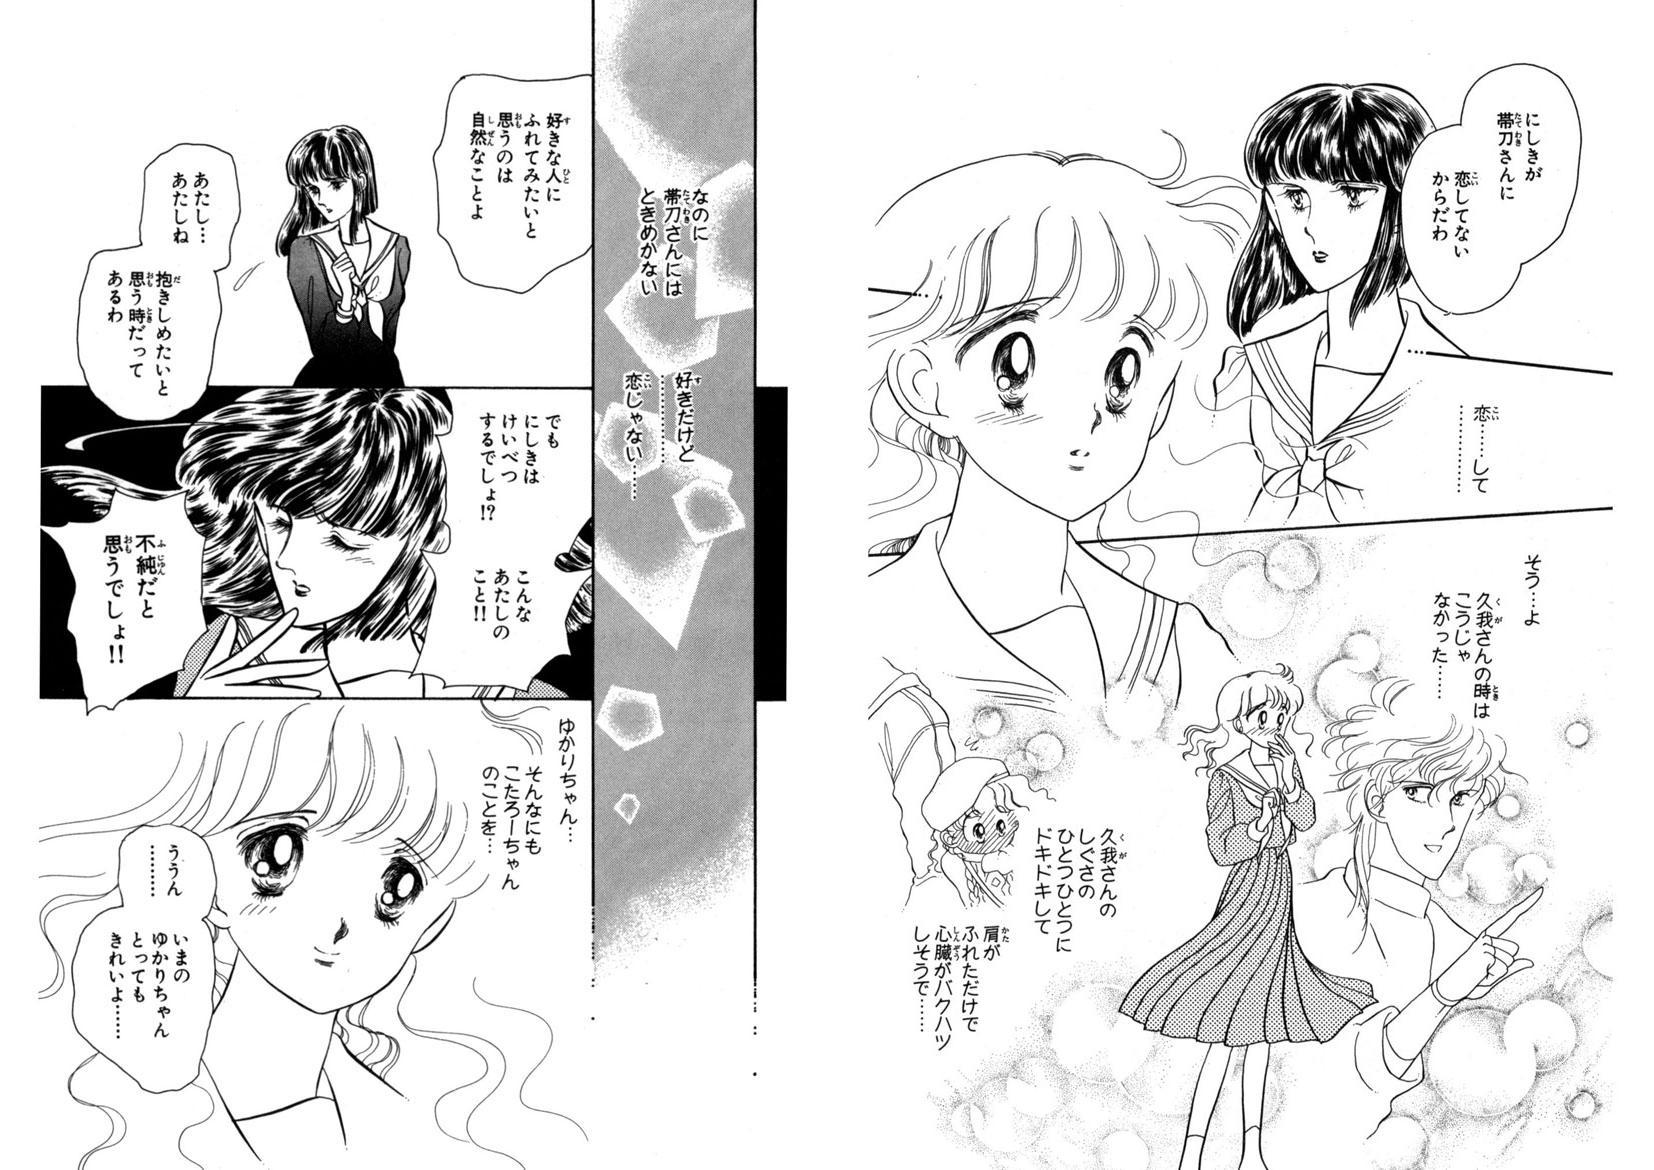 にしきが
帯刀さんに
恋してない
からだわ
恋……して
…………
そう…よ
久我さんの時は
こうじゃ
なかった……
久我さんの
しぐさの
ひとつひとつに
ドキドキして
肩が
ふれただけで
心臓がバクハツ
しそうで……
なのに
帯刀さんには
ときめかない
好きだけど
…………
恋じゃない……
好きな人に
ふれてみたいと
思うのは
自然なことよ
あたし…
あたしね
抱きしめたいと
思う時だって
あるわ
でも
にしきは
けいべつ
するでしょ!?
こんな
あたしの
こと!!
不純だと
思うでしょ!!
ゆかりちゃん…
そんなにも
こたろーちゃん
のことを…
ううん
………
いまの
ゆかりちゃん
とっても
きれいよ……